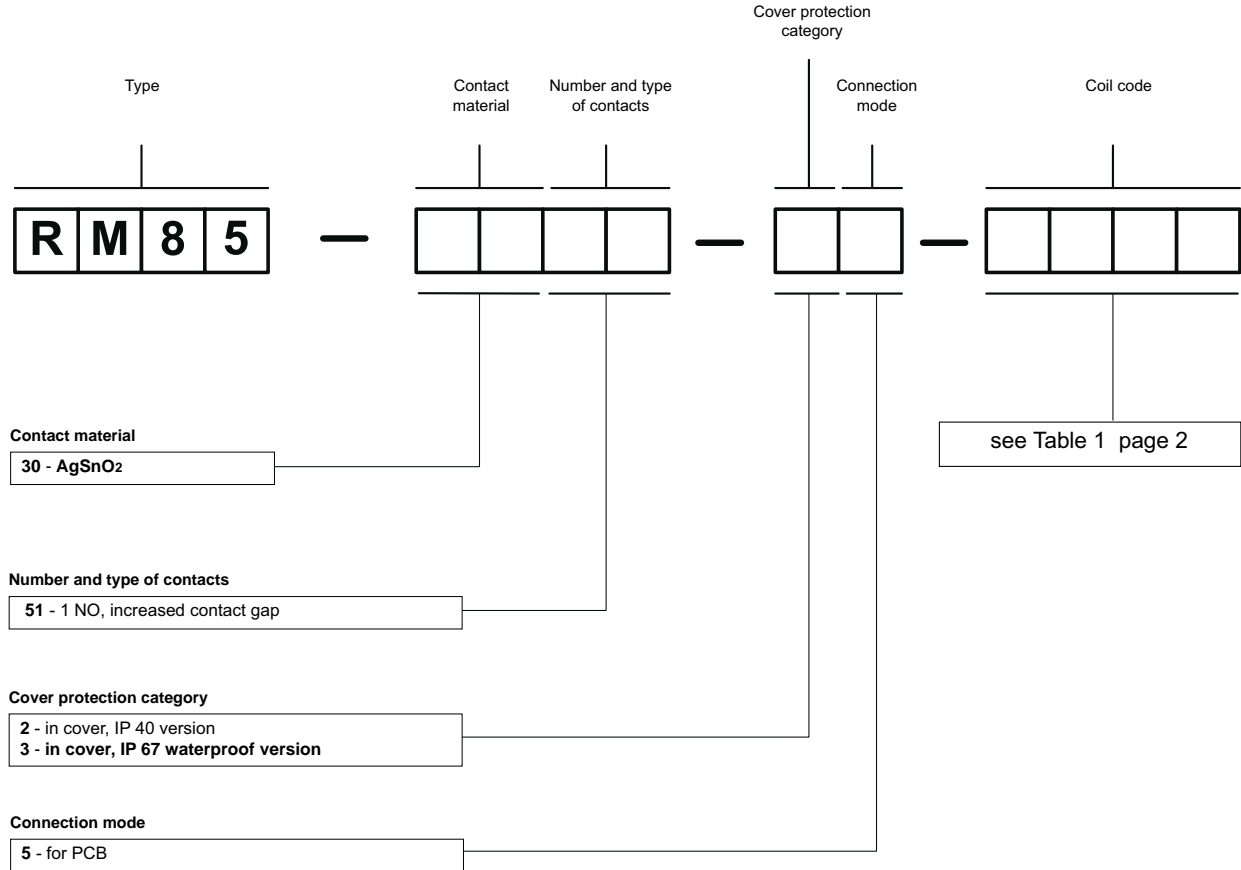 Cover protection
category
Type
Contact
material
Number and type
of contacts
Connection
mode
Coil code
RM85 — — —
Contact material
30 - AgSnO2
see Table 1 page 2
Number and type of contacts
51 - 1 NO, increased contact gap
Cover protection category
2 - in cover, IP 40 version
3 - in cover, IP 67 waterproof version
Connection mode
5 - for PCB